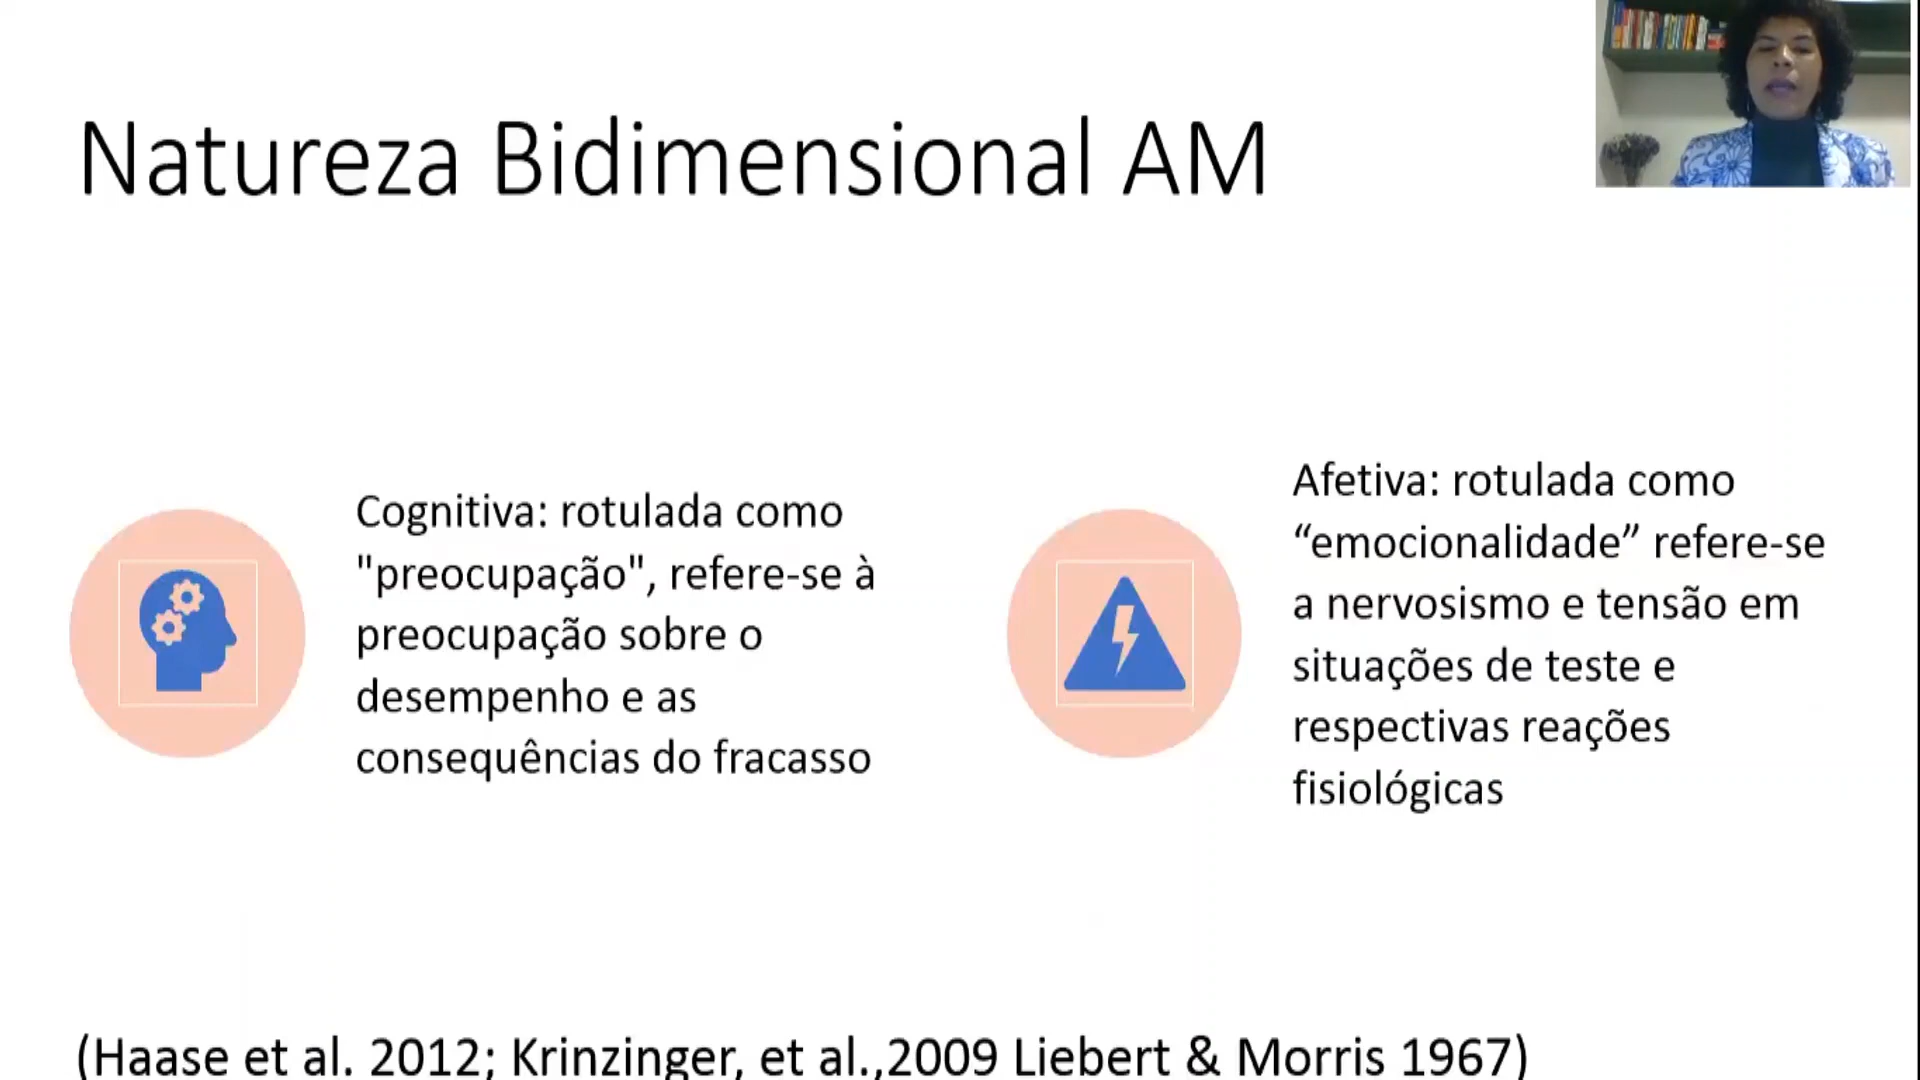 Natureza Bidimensional AM
Cognitiva: rotulada como
"preocupação", refere-se à
preocupação sobre o
desempenho e as
consequências do fracasso
Afetiva: rotulada como
“emocionalidade” refere-se
a nervosismo e tensão em
situações de teste e
respectivas reações
fisiológicas
(Haase et al. 2012; Krinzinger, et al.,2009 Liebert & Morris 1967)